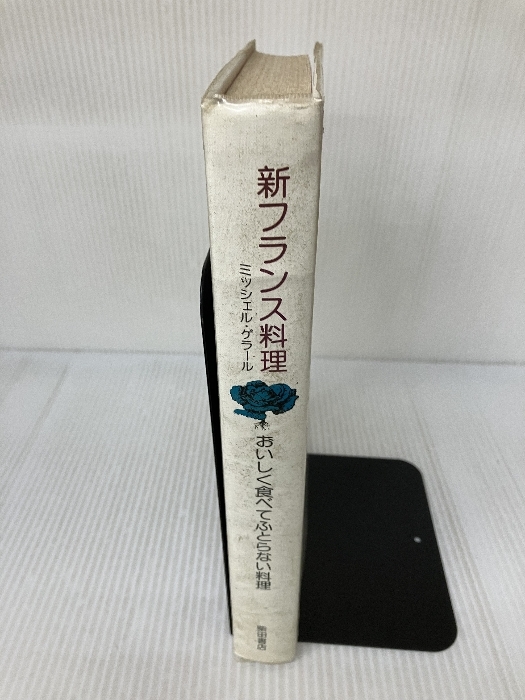 新フランス料理
ミッシェル・ゲラール
おいしく食べてふとらない料理
柴田書店